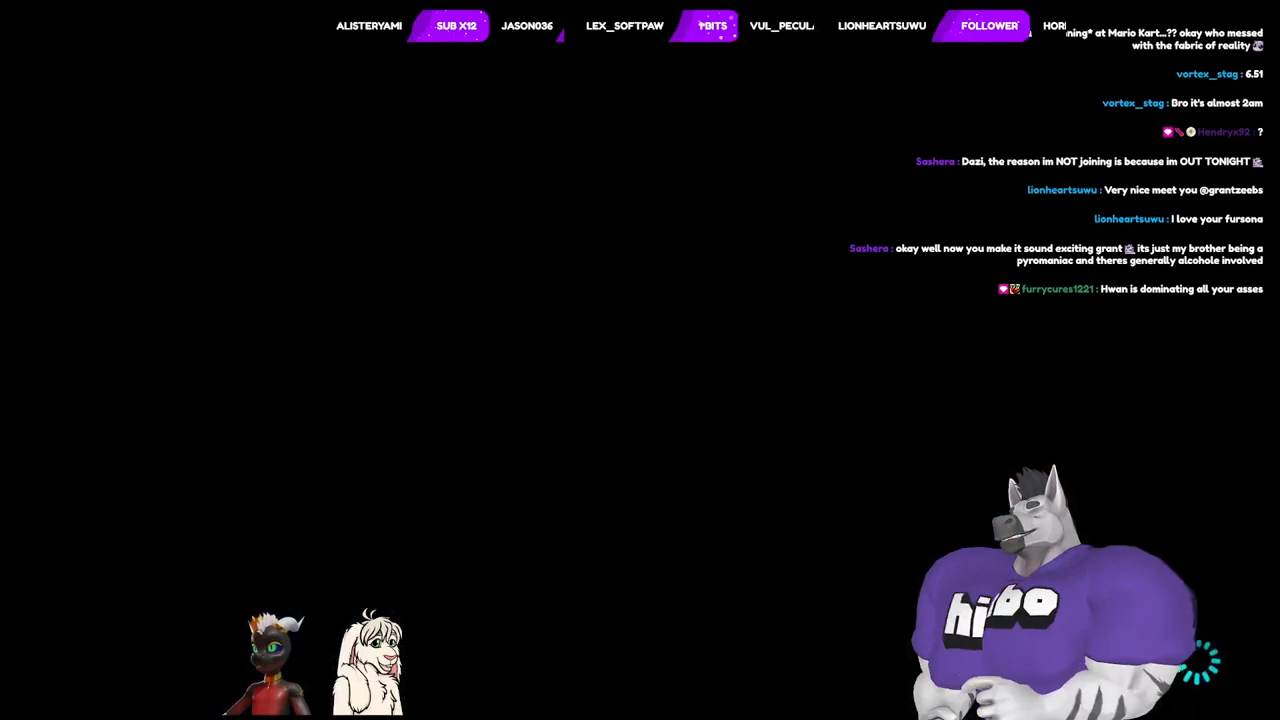 ALISTERYAMI SUB X12 JASON036 LEX_SOFTPAW BITS VUL_PECUL LIONHEARTSUWU FOLLOWER HOR
ning* at Mario Kart...?? okay who messed
with the fabric of reality
vortex_stag : 6.51
vortex_stag : Bro it's almost 2am
Hendryx92 : ?
Sashera : Dazi, the reason im NOT joining is because im OUT TONIGHT
lionheartsuwu : Very nice meet you @grantzeebs
lionheartsuwu : I love your fursona
Sashera : okay well now you make it sound exciting grant its just my brother being a
pyromaniac and theres generally alcohole involved
furrycures1221 : Hwan is dominating all your asses